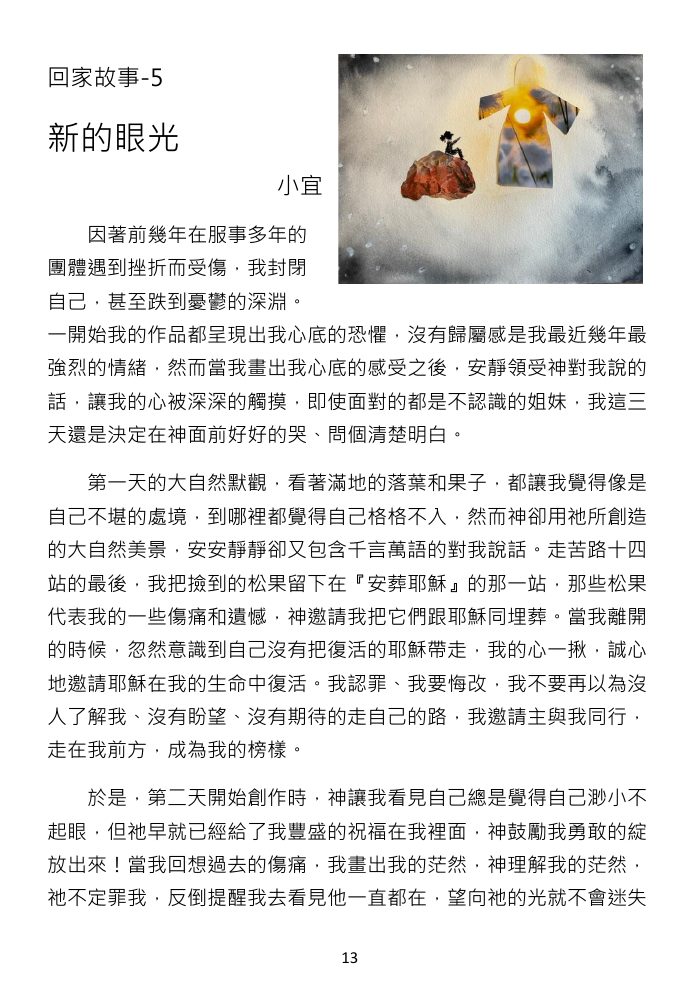 回家故事-5
新的眼光
小宜
因著前幾年在服事多年的
團體遇到挫折而受傷，我封閉
自己，甚至跌到憂鬱的深淵。
一開始我的作品都呈現出我心底的恐懼，沒有歸屬感是我最近幾年最
強烈的情緒，然而當我畫出我心底的感受之後，安靜領受神對我說的
話，讓我的心被深深的觸摸，即使面對的都是不認識的姐妹，我這三
天還是決定在神面前好好的哭、問個清楚明白。
第一天的大自然默觀，看著滿地的落葉和果子，都讓我覺得像是
自己不堪的處境，到哪裡都覺得自己格格不入，然而神卻用祂所創造
的大自然美景，安安靜靜卻又包含千言萬語的對我說話。走苦路十四
站的最後，我把撿到的松果留下在『安葬耶穌』的那一站，那些松果
代表我的一些傷痛和遺憾，神邀請我把它們跟耶穌同埋葬。當我離開
的時候，忽然意識到自己沒有把復活的耶穌帶走，我的心一揪，誠心
地邀請耶穌在我的生命中復活。我認罪、我要悔改，我不要再以為沒
人了解我、沒有盼望、沒有期待的走自己的路，我邀請主與我同行，
走在我前方，成為我的榜樣。
於是，第二天開始創作時，神讓我看見自己總是覺得自己渺小不
起眼，但祂早就已經給了我豐盛的祝福在我裡面，神鼓勵我勇敢的綻
放出來！當我回想過去的傷痛，我畫出我的茫然，神理解我的茫然，
祂不定罪我，反倒提醒我去看見他一直都在，望向祂的光就不會迷失
13